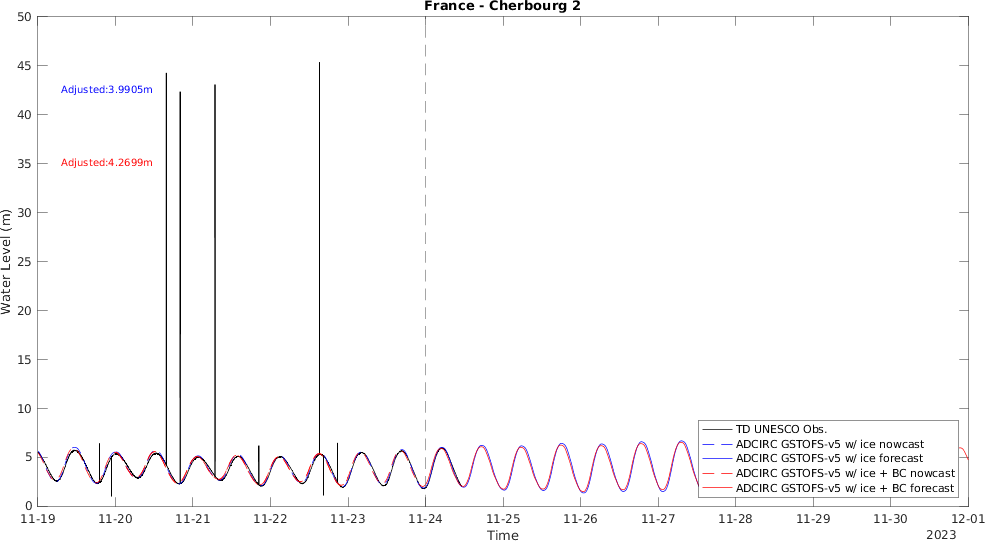 France - Cherbourg 2
50
45
40
35
30
25
20
15
10
5
0
Water Level (m)
Adjusted:3.9905m
Adjusted:4.2699m
TD UNESCO Obs.
ADCIRC GSTOFS-v5 w/ ice nowcast
ADCIRC GSTOFS-v5 w/ ice forecast
ADCIRC GSTOFS-v5 w/ ice + BC nowcast
ADCIRC GSTOFS-v5 w/ ice + BC forecast
11-19 11-20 11-21 11-22 11-23 11-24 11-25 11-26 11-27 11-28 11-29 11-30 12-01
Time
2023